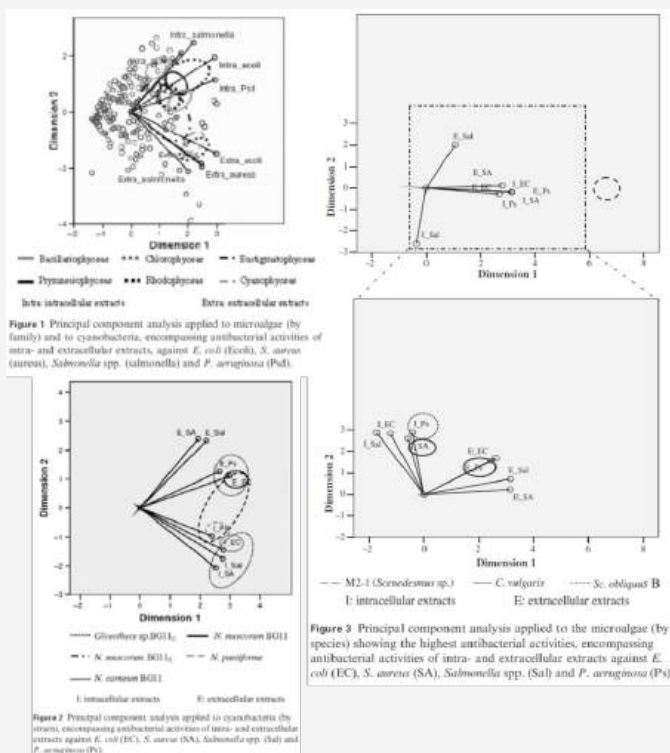 Intra_salmonella
Intra_ecoli
Intra_Psd
Extra_ecoli
Extra_aureus
Extra_salmonella
Dimension 2
Dimension 1
Bacillariophyceae Chlorophyceae Eustigmatophyceae
Prymnesiophyceae Rhodophyceae Cyanophyceae
Intra: intracellular extracts Extra: extracellular extracts
Figure 1 Principal component analysis applied to microalgae (by
family) and to cyanobacteria, encompassing antibacterial activities of
intra- and extracellular extracts, against E. coli (Ecoli), S. aureus
(aureus), Salmonella spp. (salmonella) and P. aeruginosa (Psd).
E_SA E_Sal
E_Ps
I_EC
I_Sal
I_SA
Dimension 2
Dimension 1
Gloeothece sp.BG11₀ N. muscorum BG11
N. muscorum BG11₀ N. punctiforme
N. carneum BG11
I: intracellular extracts E: extracellular extracts
Figure 2 Principal component analysis applied to cyanobacteria (by
strain), encompassing antibacterial activities of intra- and extracellular
extracts against E. coli (EC), S. aureus (SA), Salmonella spp. (Sal) and
P. aeruginosa (Ps).
E_Sal
E_SA
E_EC I_EC
E_Ps
I_Ps I_SA
I_Sal
Dimension 2
Dimension 1
I_EC I_Ps
I_Sal
E_EC
E_Sal
E_SA
Dimension 2
Dimension 1
M2-1 (Scenedesmus sp.) C. vulgaris Sc. obliquus B
I: intracellular extracts E: extracellular extracts
Figure 3 Principal component analysis applied to the microalgae (by
species) showing the highest antibacterial activities, encompassing
antibacterial activities of intra- and extracellular extracts against E.
coli (EC), S. aureus (SA), Salmonella spp. (Sal) and P. aeruginosa (Ps)